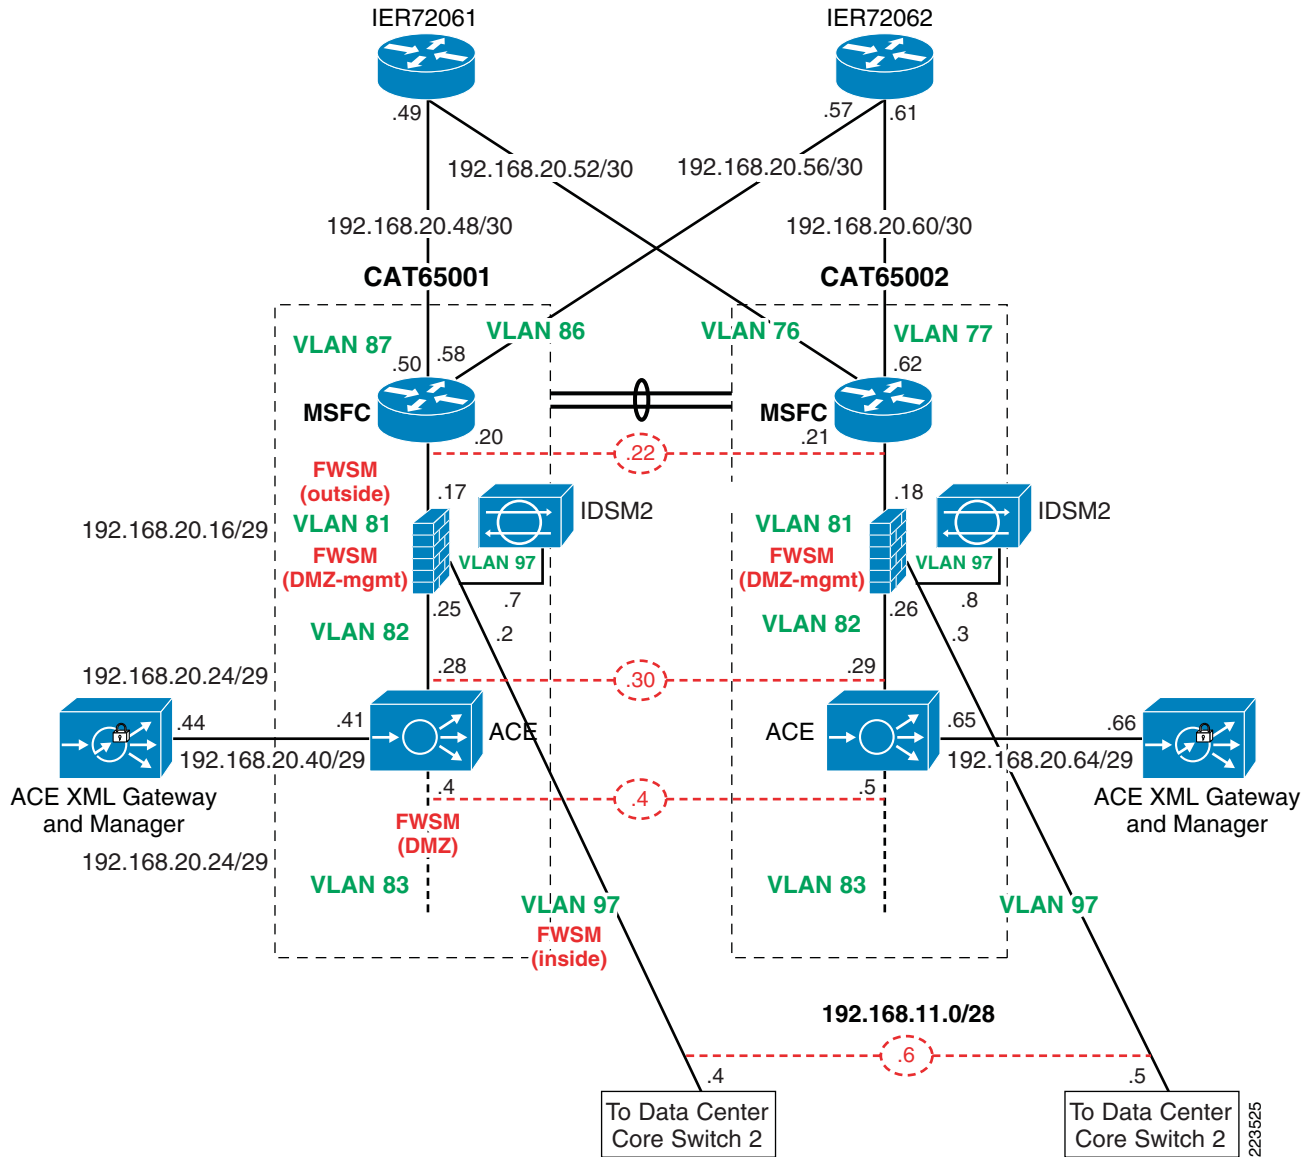 IER72061
IER72062
.49
.57
.61
192.168.20.52/30
192.168.20.56/30
192.168.20.48/30
192.168.20.60/30
CAT65001
CAT65002
VLAN 87
VLAN 86
VLAN 76
VLAN 77
.50
.58
.62
MSFC
MSFC
.20
.22
.21
FWSM
(outside)
.17
.18
IDSM2
IDSM2
192.168.20.16/29
VLAN 81
VLAN 81
FWSM
(DMZ-mgmt)
FWSM
(DMZ-mgmt)
VLAN 97
VLAN 97
.25
.7
.26
.8
VLAN 82
.2
VLAN 82
.3
192.168.20.24/29
.28
.30
.29
.44
.41
ACE
ACE
.65
.66
192.168.20.40/29
192.168.20.64/29
ACE XML Gateway
and Manager
.4
.4
.5
ACE XML Gateway
and Manager
FWSM
(DMZ)
192.168.20.24/29
VLAN 83
VLAN 83
VLAN 97
VLAN 97
FWSM
(inside)
192.168.11.0/28
.6
.4
.5
To Data Center
Core Switch 2
To Data Center
Core Switch 2
223525